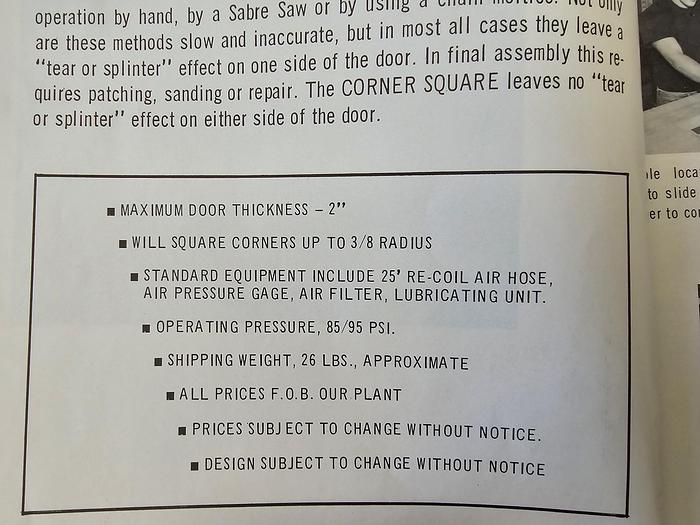 operation by hand, by a Sabre Saw or by using a chain mortise. Not only
are these methods slow and inaccurate, but in most all cases they leave a
“tear or splinter” effect on one side of the door. In final assembly this re-
quires patching, sanding or repair. The CORNER SQUARE leaves no “tear
or splinter” effect on either side of the door.
■ MAXIMUM DOOR THICKNESS – 2”
■ WILL SQUARE CORNERS UP TO 3/8 RADIUS
■ STANDARD EQUIPMENT INCLUDE 25’ RE-COIL AIR HOSE,
AIR PRESSURE GAGE, AIR FILTER, LUBRICATING UNIT.
■ OPERATING PRESSURE, 85/95 PSI.
■ SHIPPING WEIGHT, 26 LBS., APPROXIMATE
■ ALL PRICES F.O.B. OUR PLANT
■ PRICES SUBJECT TO CHANGE WITHOUT NOTICE.
■ DESIGN SUBJECT TO CHANGE WITHOUT NOTICE
to slide